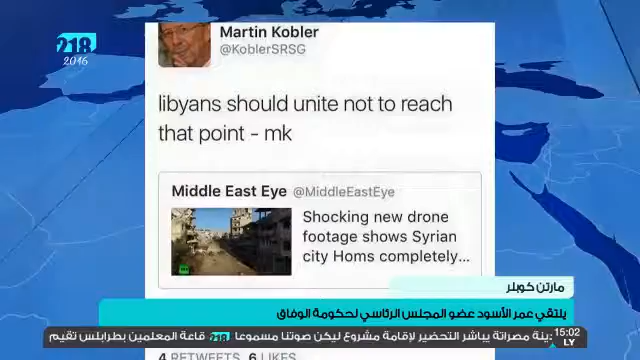 218
2016
Martin Kobler
@KoblerSRSG
libyans should unite not to reach
that point - mk
Middle East Eye @MiddleEastEye
Shocking new drone
footage shows Syrian
city Homs completely...
مارتن كوبلر
يلتقي عمر الأسود عضو المجلس الرئاسي لحكومة الوفاق
ينة مصراتة يباشر التحضير لإقامة مشروع ليكن صوتنا مسموعا 218 قاعة المعلمين بطرابلس تقيم
15:02
LY
4 RETWEETS 6 LIKES